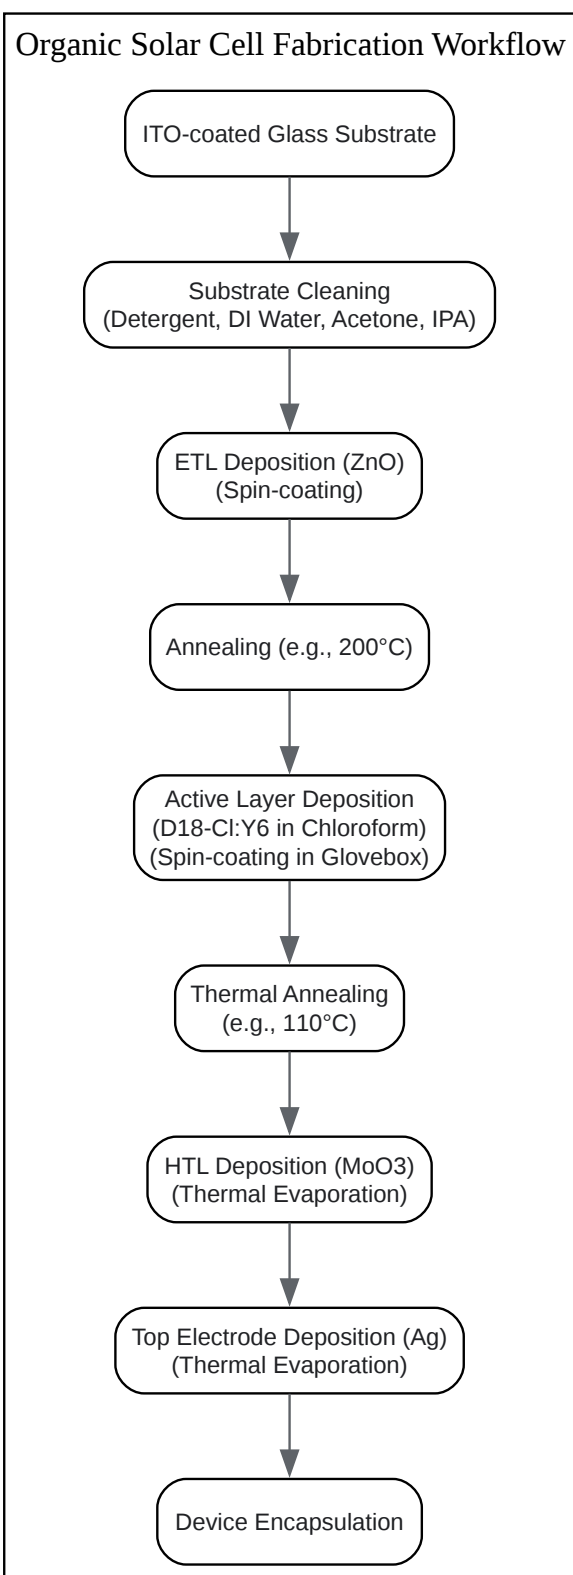 Organic Solar Cell Fabrication Workflow
ITO-coated Glass Substrate
Substrate Cleaning
(Detergent, DI Water, Acetone, IPA)
ETL Deposition (ZnO)
(Spin-coating)
Annealing (e.g., 200°C)
Active Layer Deposition
(D18-Cl:Y6 in Chloroform)
(Spin-coating in Glovebox)
Thermal Annealing
(e.g., 110°C)
HTL Deposition (MoO3)
(Thermal Evaporation)
Top Electrode Deposition (Ag)
(Thermal Evaporation)
Device Encapsulation